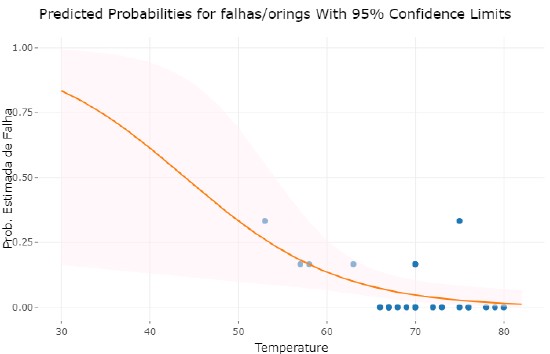 Predicted Probabilities for falhas/orings With 95% Confidence Limits
Prob. Estimada de Falha
1.00
0.75
0.50
0.25
0.00
30 40 50 60 70 80
Temperature